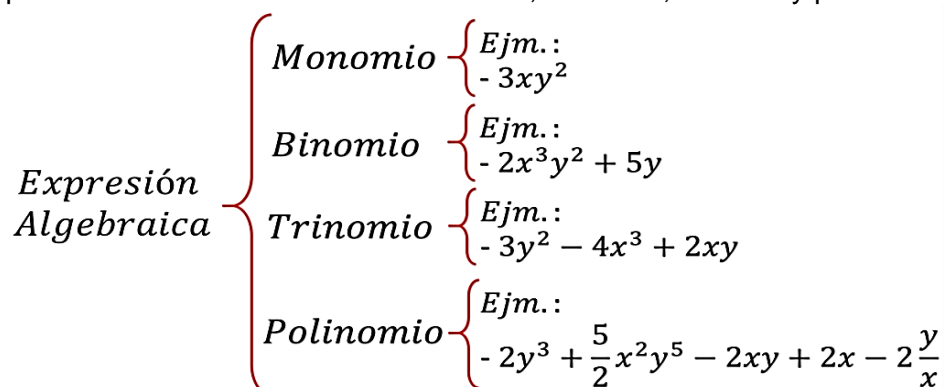 Expresión
Algebraica
Monomio
Ejm.:
- 3xy²
Binomio
Ejm.:
- 2x³y² + 5y
Trinomio
Ejm.:
- 3y² − 4x³ + 2xy
Polinomio
Ejm.:
- 2y³ + 5/2 x²y⁵ − 2xy + 2x − 2 y/x